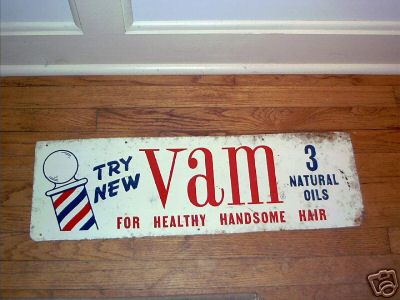 TRY NEW
Vam
3 NATURAL OILS
FOR HEALTHY HANDSOME HAIR